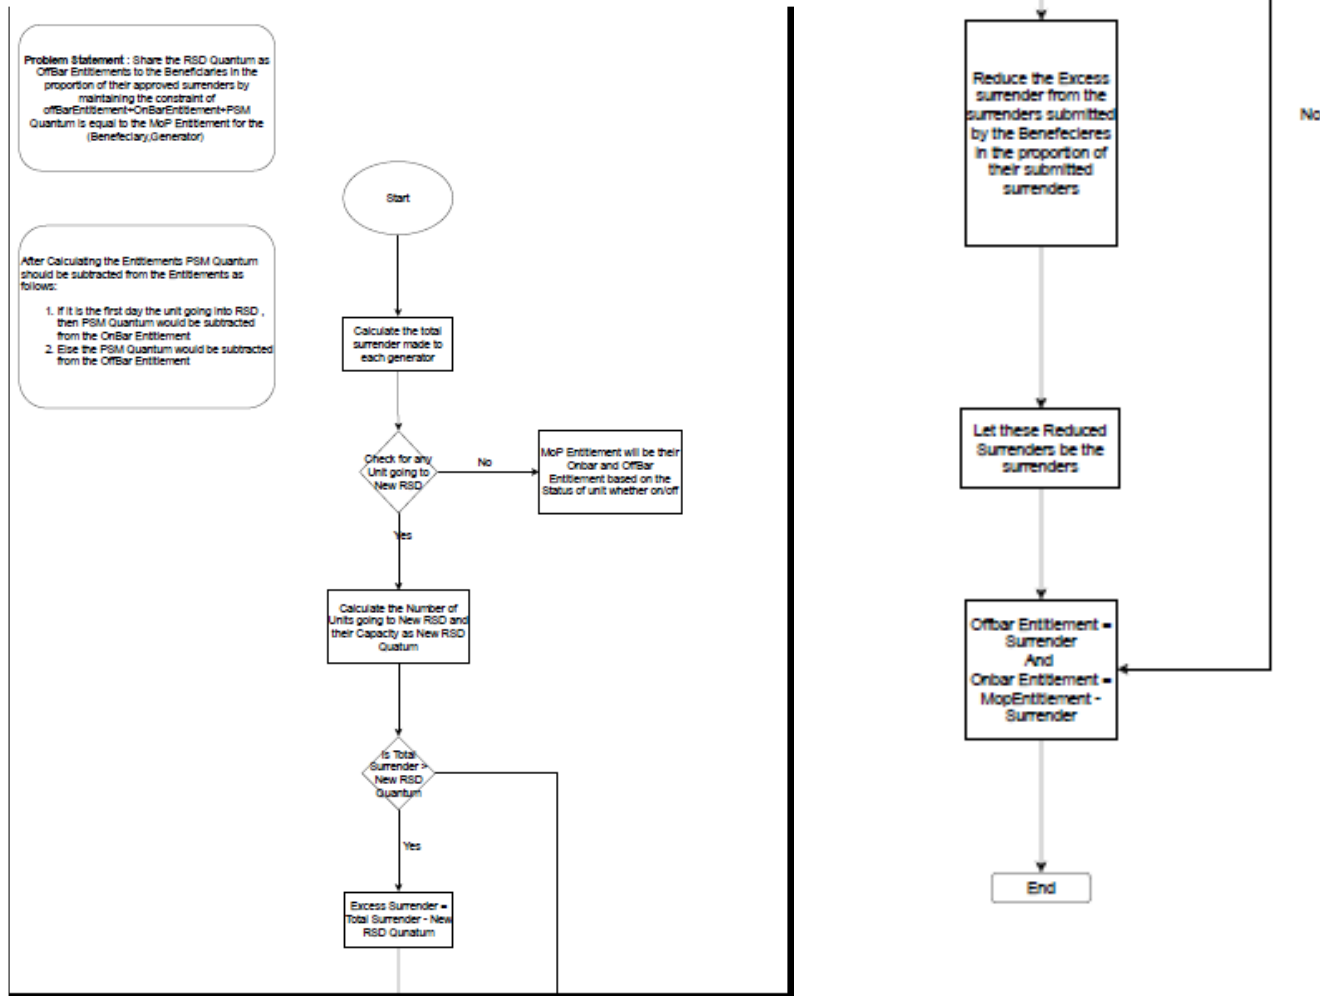 Problem Statement : Share the RSD Quantum as
OffBar Entitlements to the Beneficiaries in the
proportion of their approved surrenders by
maintaining the constraint of
offBarEntitlement+OnBarEntitlement+PSM
Quantum is equal to the MoP Entitlement for the
(Benefeciary,Generator)
Start
After Calculating the Entitlements PSM Quantum
should be subtracted from the Entitlements as
follows:
1. If it is the first day the unit going into RSD ,
then PSM Quantum would be subtracted
from the OnBar Entitlement
2. Else the PSM Quantum would be subtracted
from the OffBar Entitlement
Calculate the total
surrender made to
each generator
Check for any
Unit going to
New RSD
No
MoP Entitlement will be their
Onbar and OffBar
Entitlement based on the
Status of unit whether on/off
Yes
Calculate the Number of
Units going to New RSD and
their Capacity as New RSD
Quatum
Is Total
Surrender >
New RSD
Quantum
Yes
Excess Surrender =
Total Surrender - New
RSD Qunatum
Reduce the Excess
surrender from the
surrenders submitted
by the Benefecieres
in the proportion of
their submitted
surrenders
No
Let these Reduced
Surrenders be the
surrenders
Offbar Entitlement =
Surrender
And
Onbar Entitlement =
MopEntitlement -
Surrender
End